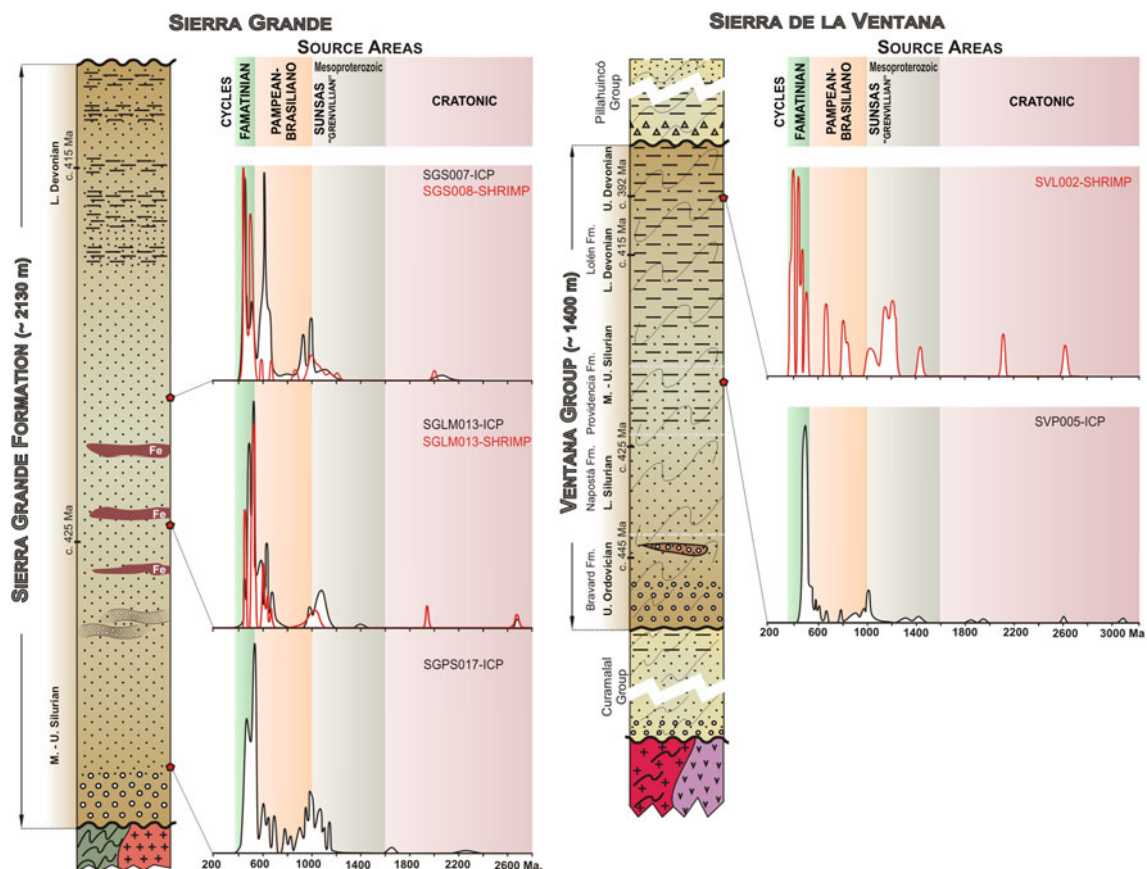 SIERRA GRANDE
SOURCE AREAS
CYCLES
FAMATINIAN
PAMPEAN-
BRASILIANO
SUNSAS
"GRENVILLIAN"
Mesoproterozoic
CRATONIC
SIERRA GRANDE FORMATION (~ 2130 m)
L. Devonian
c. 415 Ma
c. 425 Ma
M. - U. Silurian
Fe
Fe
Fe
SGS007-ICP
SGS008-SHRIMP
SGLM013-ICP
SGLM013-SHRIMP
SGPS017-ICP
200 600 1000 1400 1800 2200 2600 Ma.
SIERRA DE LA VENTANA
SOURCE AREAS
CYCLES
FAMATINIAN
PAMPEAN-
BRASILIANO
SUNSAS
"GRENVILLIAN"
Mesoproterozoic
CRATONIC
Pillahuincó
Group
VENTANA GROUP (~ 1400 m)
U. Devonian
c. 392 Ma
Lolén Fm.
L. Devonian
c. 415 Ma
Providencia Fm.
M. - U. Silurian
c. 425 Ma
Napostá Fm.
L. Silurian
c. 445 Ma
Bravard Fm.
U. Ordovician
Curamalal
Group
SVL002-SHRIMP
SVP005-ICP
200 600 1000 1400 1800 2200 2600 3000 Ma.